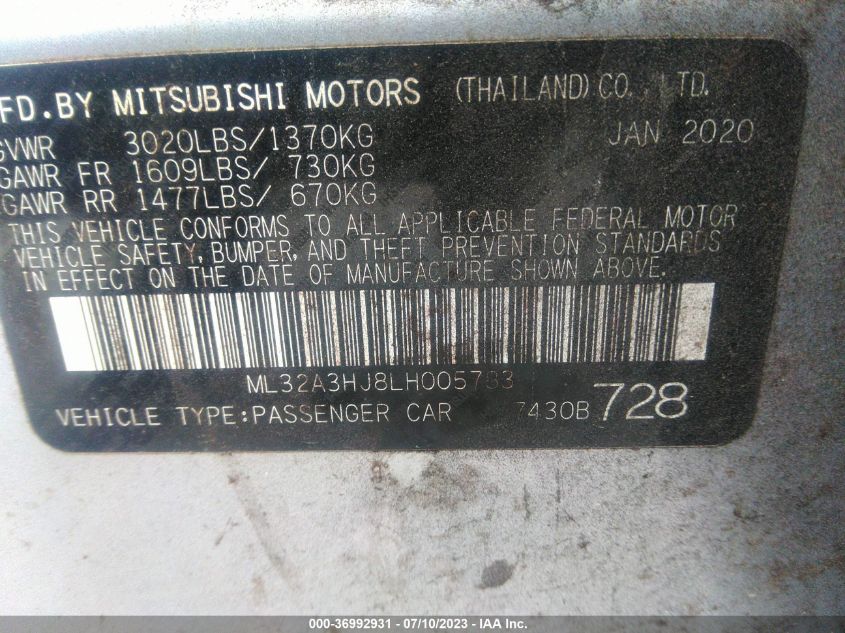 FD.BY MITSUBISHI MOTORS (THAILAND) CO., LTD.
GVWR 3020LBS/1370KG JAN 2020
GAWR FR 1609LBS/ 730KG
GAWR RR 1477LBS/ 670KG
THIS VEHICLE CONFORMS TO ALL APPLICABLE FEDERAL MOTOR
VEHICLE SAFETY, BUMPER, AND THEFT PREVENTION STANDARDS
IN EFFECT ON THE DATE OF MANUFACTURE SHOWN ABOVE.
ML32A3HJ8LH005783
VEHICLE TYPE:PASSENGER CAR 7430B 728
000-36992931 - 07/10/2023 - IAA Inc.